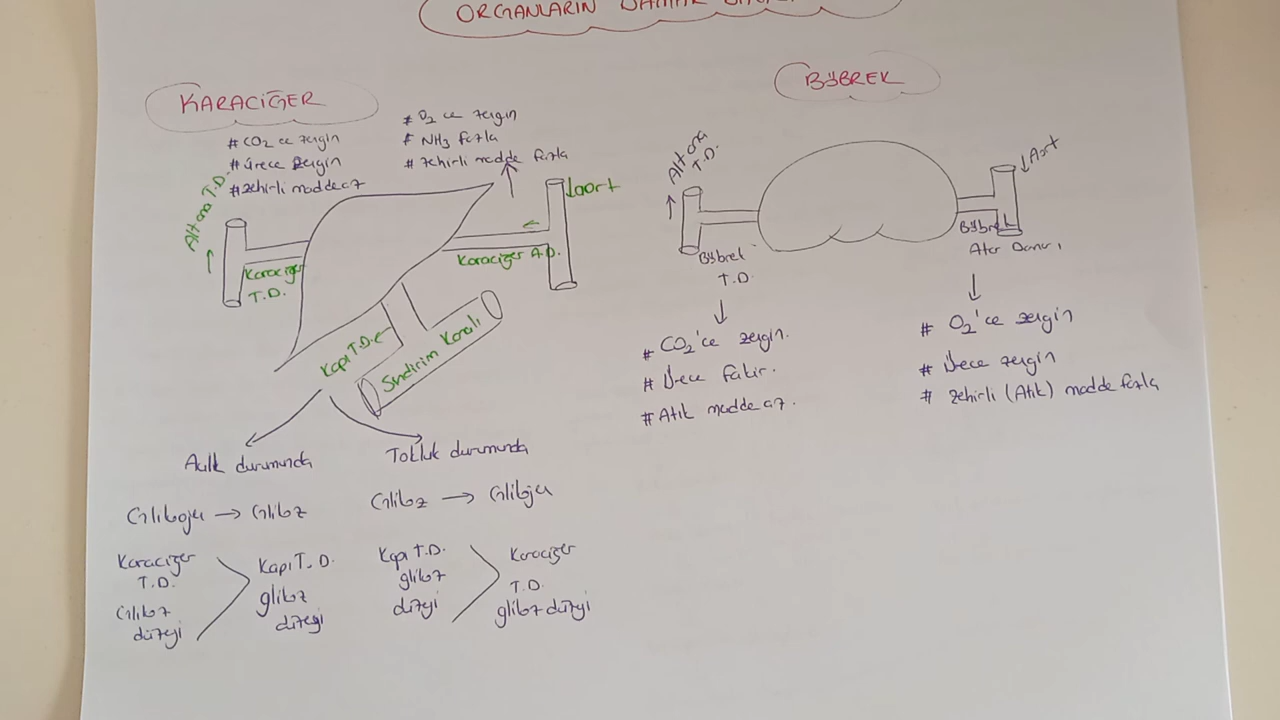 ORGANLARIN
KARACİĞER
# CO2 ce zengin
# ürece zengin
# zehirli madde az
# O2 ce zengin
# NH3 fazla
# zehirli madde fazla
Alt ana T.D.
Karaciğer
T.D.
aort
Karaciğer A.D.
Kapı T.D.
Sindirim Kanalı
Açlık durumunda
Tokluk durumunda
Glikojen → Glikoz
Glikoz → Glikojen
Karaciğer
T.D.
Glikoz
düzeyi
>
Kapı T.D.
glikoz
düzeyi
Kapı T.D.
glikoz
düzeyi
>
Karaciğer
T.D.
glikoz düzeyi
BÖBREK
Alt ana
T.D.
Böbrek
T.D.
# CO2'ce zengin.
# Ürece fakir.
# Atık madde az.
Aort
Böbrek
Atar Damarı
# O2'ce zengin
# Ürece zengin
# Zehirli (Atık) madde fazla